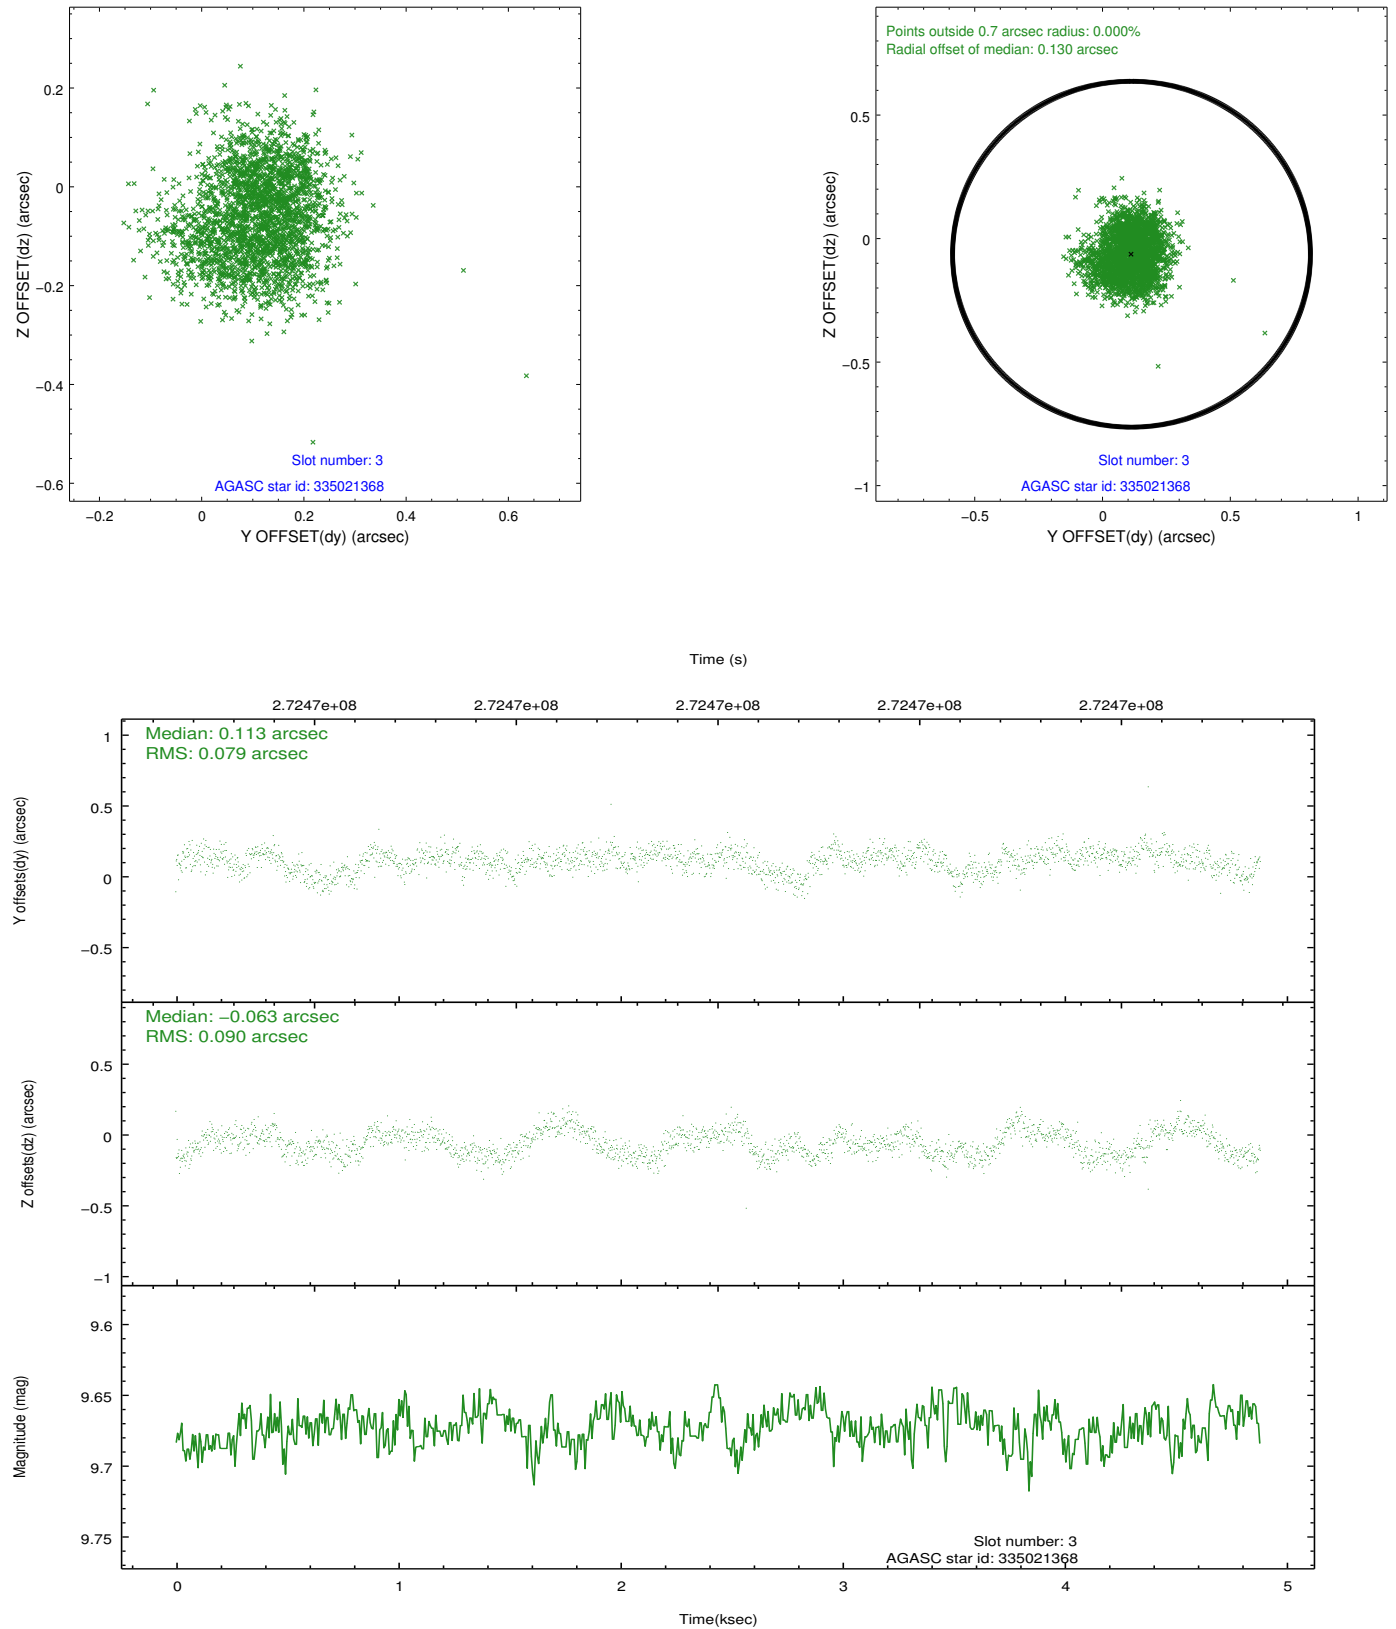 Z OFFSET(dz) (arcsec)
0.2
0
−0.2
−0.4
−0.6
Slot number: 3
AGASC star id: 335021368
−0.2 0 0.2 0.4 0.6
Y OFFSET(dy) (arcsec)
Points outside 0.7 arcsec radius: 0.000%
Radial offset of median: 0.130 arcsec
Z OFFSET(dz) (arcsec)
0.5
0
−0.5
−1
Slot number: 3
AGASC star id: 335021368
−0.5 0 0.5 1
Y OFFSET(dy) (arcsec)
Time (s)
2.7247e+08 2.7247e+08 2.7247e+08 2.7247e+08 2.7247e+08
Median: 0.113 arcsec
RMS: 0.079 arcsec
Y offsets(dy) (arcsec)
1
0.5
0
−0.5
Median: −0.063 arcsec
RMS: 0.090 arcsec
Z offsets(dz) (arcsec)
0.5
0
−0.5
−1
Magnitude (mag)
9.6
9.65
9.7
9.75
Slot number: 3
AGASC star id: 335021368
0 1 2 3 4 5
Time(ksec)